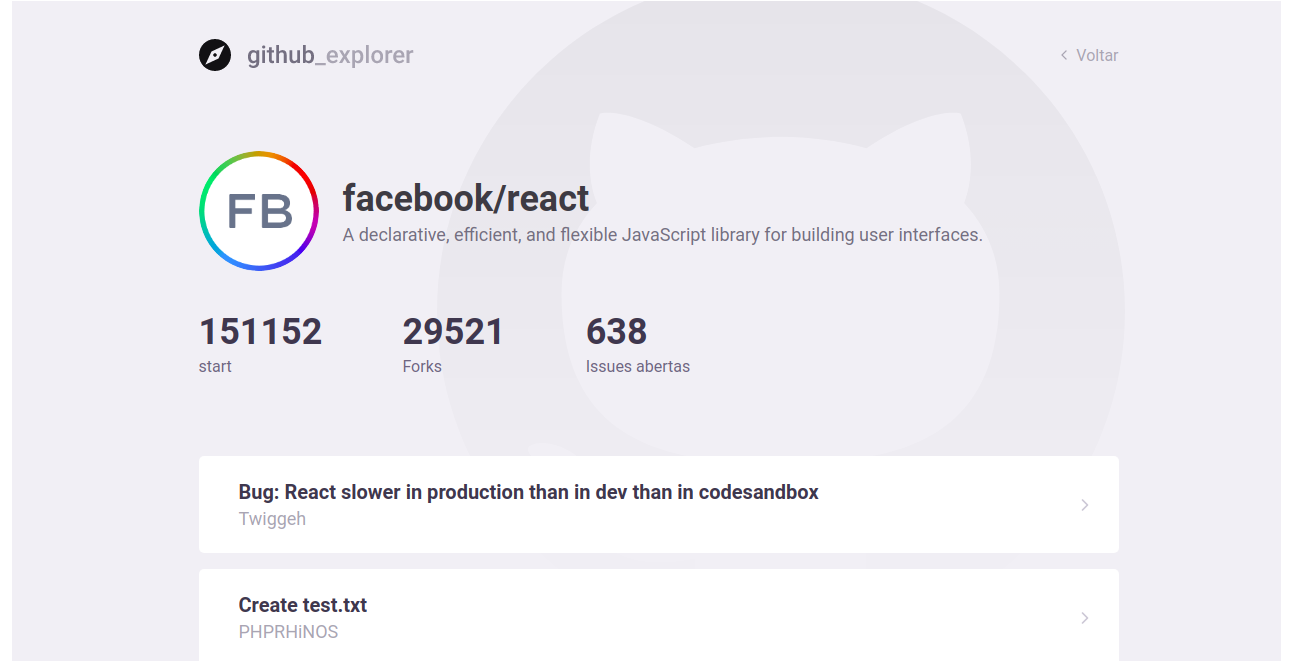 github_explorer
Voltar
FB
facebook/react
A declarative, efficient, and flexible JavaScript library for building user interfaces.
151152 29521 638
start Forks Issues abertas
Bug: React slower in production than in dev than in codesandbox
Twiggeh
Create test.txt
PHPRHiNOS